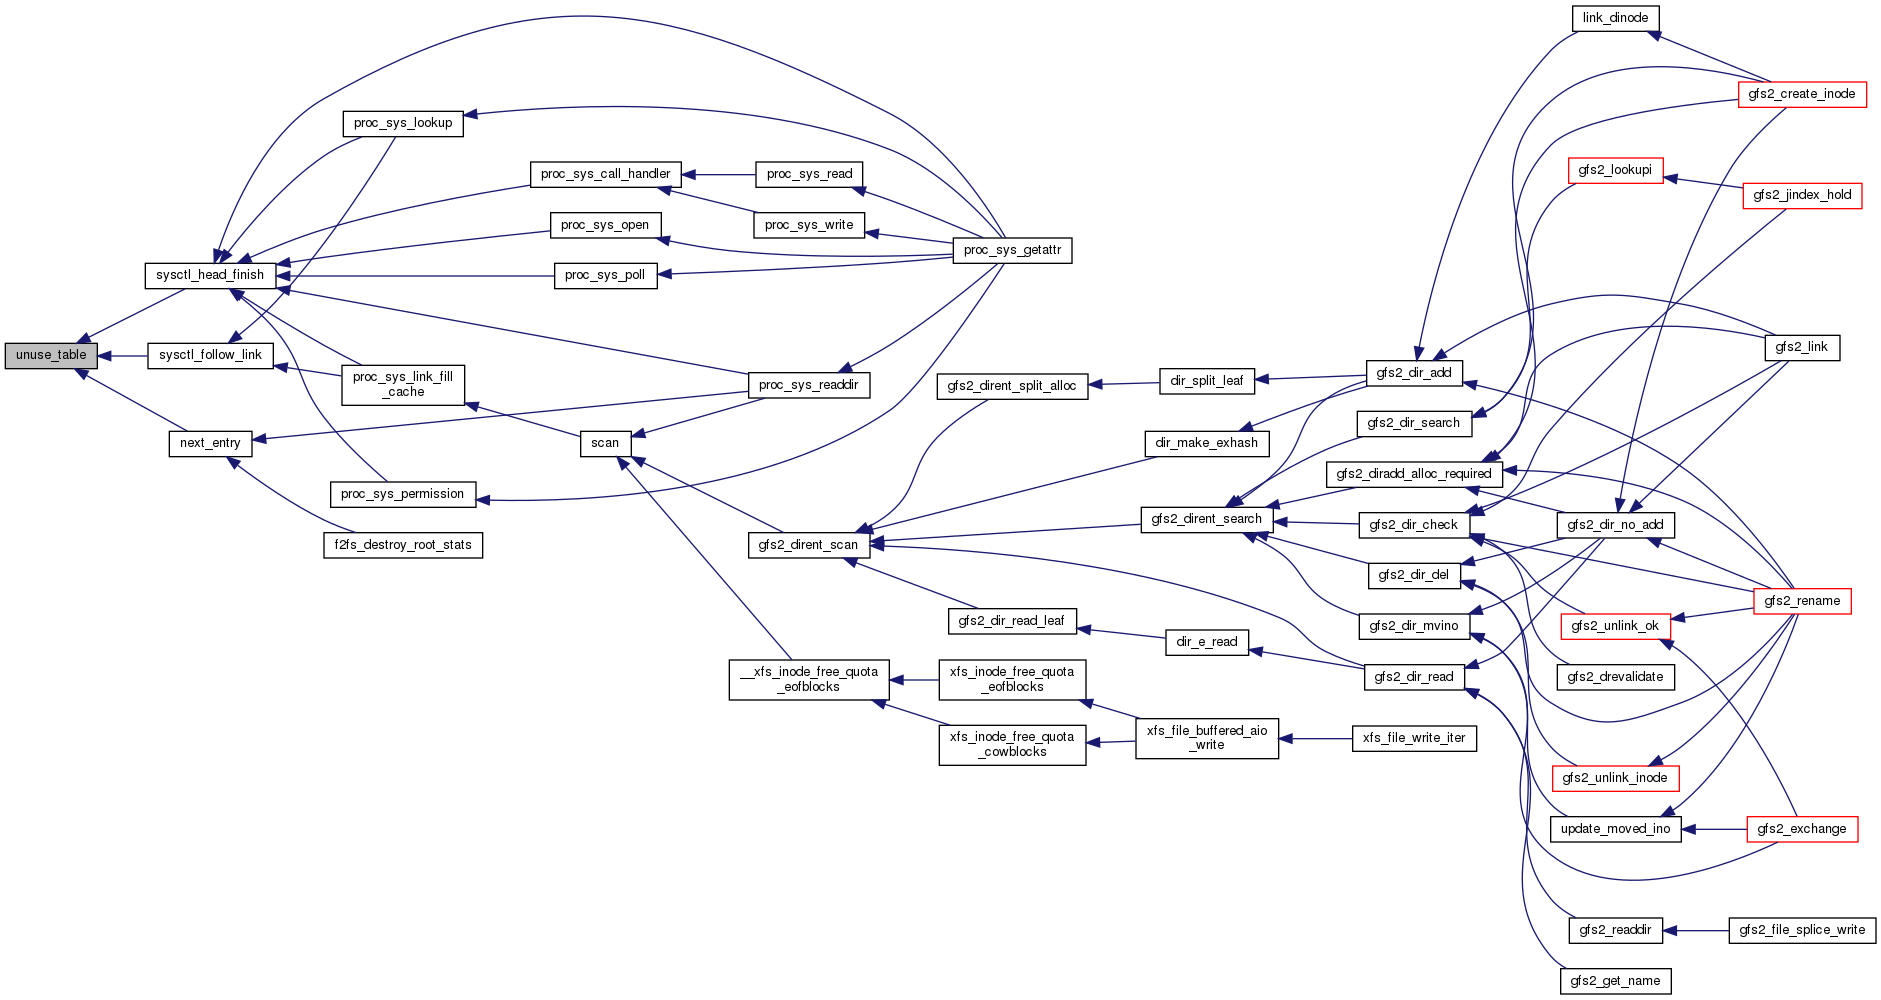 link_dinode
gfs2_create_inode
proc_sys_lookup
proc_sys_call_handler
proc_sys_read
gfs2_lookupi
gfs2_jindex_hold
proc_sys_open
proc_sys_write
proc_sys_getattr
sysctl_head_finish
proc_sys_poll
unuse_table
sysctl_follow_link
gfs2_link
proc_sys_link_fill
_cache
proc_sys_readdir
gfs2_dirent_split_alloc
dir_split_leaf
gfs2_dir_add
gfs2_dir_search
next_entry
scan
dir_make_exhash
gfs2_diradd_alloc_required
proc_sys_permission
gfs2_dirent_search
gfs2_dir_check
gfs2_dir_no_add
f2fs_destroy_root_stats
gfs2_dirent_scan
gfs2_dir_del
gfs2_rename
gfs2_dir_read_leaf
gfs2_dir_mvino
gfs2_unlink_ok
dir_e_read
gfs2_dir_read
gfs2_drevalidate
__xfs_inode_free_quota
_eofblocks
xfs_inode_free_quota
_eofblocks
xfs_inode_free_quota
_cowblocks
xfs_file_buffered_aio
_write
xfs_file_write_iter
gfs2_unlink_inode
update_moved_ino
gfs2_exchange
gfs2_readdir
gfs2_file_splice_write
gfs2_get_name